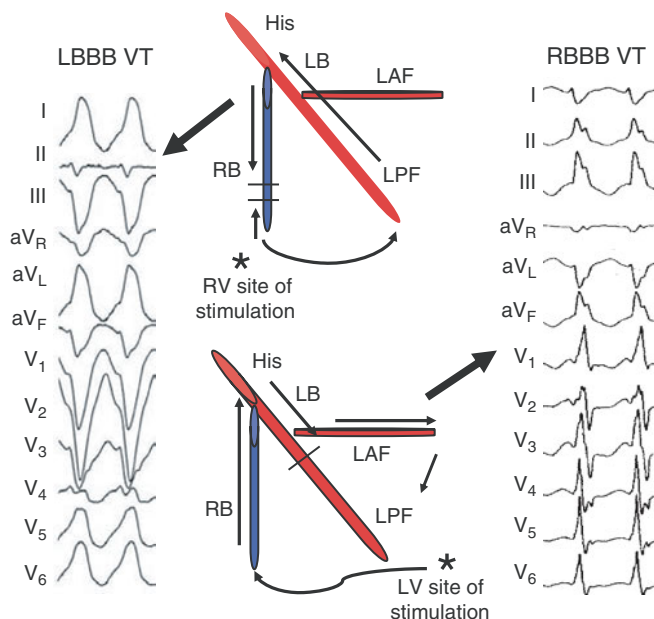 LBBB VT
I
II
III
aVR
aVL
aVF
V1
V2
V3
V4
V5
V6
His
LB
LAF
RB
LPF
*
RV site of
stimulation
His
LB
LAF
RB
LPF
*
LV site of
stimulation
RBBB VT
I
II
III
aVR
aVL
aVF
V1
V2
V3
V4
V5
V6